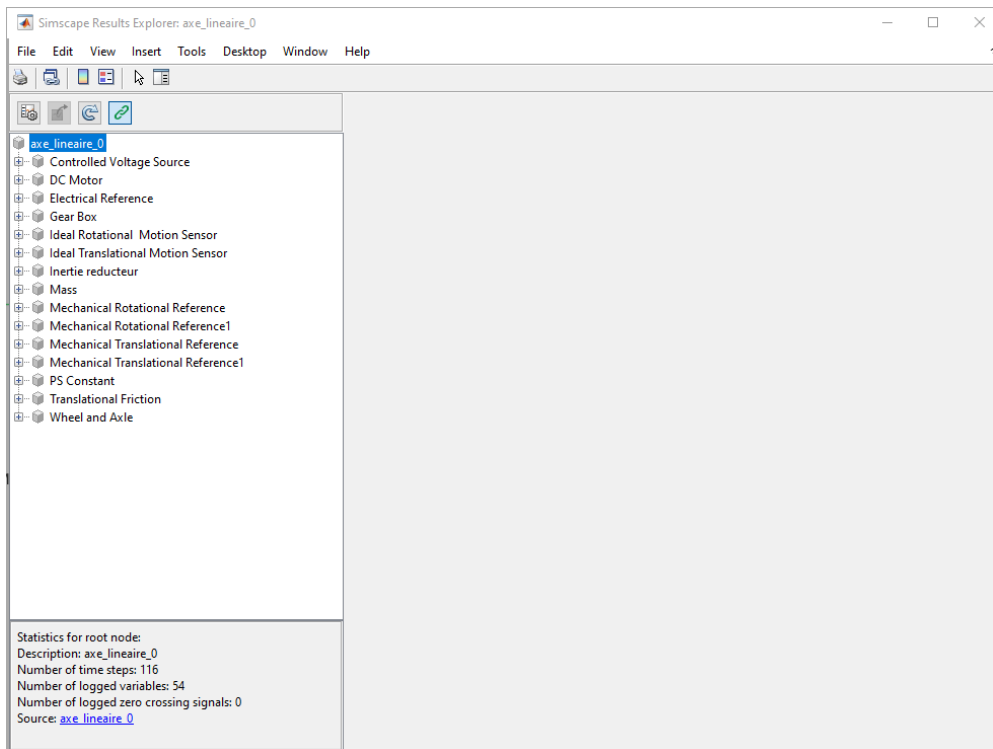 Simscape Results Explorer: axe_lineaire_0
File Edit View Insert Tools Desktop Window Help
axe_lineaire_0
Controlled Voltage Source
DC Motor
Electrical Reference
Gear Box
Ideal Rotational Motion Sensor
Ideal Translational Motion Sensor
Inertie reducteur
Mass
Mechanical Rotational Reference
Mechanical Rotational Reference1
Mechanical Translational Reference
Mechanical Translational Reference1
PS Constant
Translational Friction
Wheel and Axle
Statistics for root node:
Description: axe_lineaire_0
Number of time steps: 116
Number of logged variables: 54
Number of logged zero crossing signals: 0
Source: axe_lineaire_0